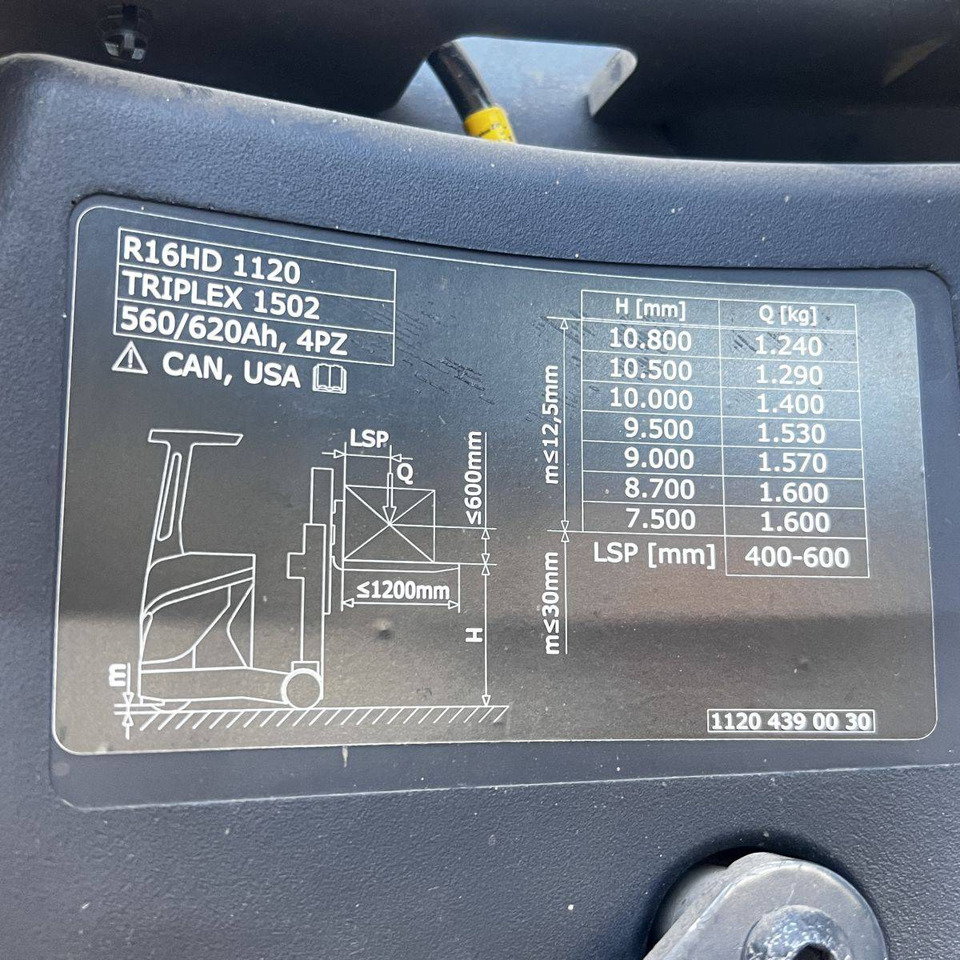 R16HD 1120
TRIPLEX 1502
560/620Ah, 4PZ
CAN, USA
H [mm] Q [kg]
10.800 1.240
10.500 1.290
10.000 1.400
9.500 1.530
9.000 1.570
8.700 1.600
7.500 1.600
LSP [mm] 400-600
m≤12,5mm
m≤30mm
LSP
Q
≤600mm
≤1200mm
H
m
1120 439 00 30